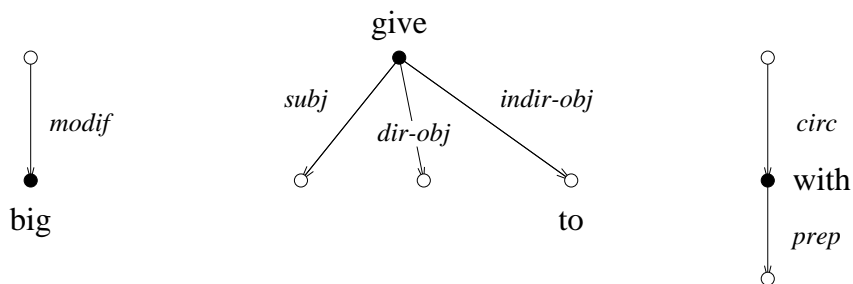 give
subj
indir-obj
modif
dir-obj
circ
with
big
to
prep